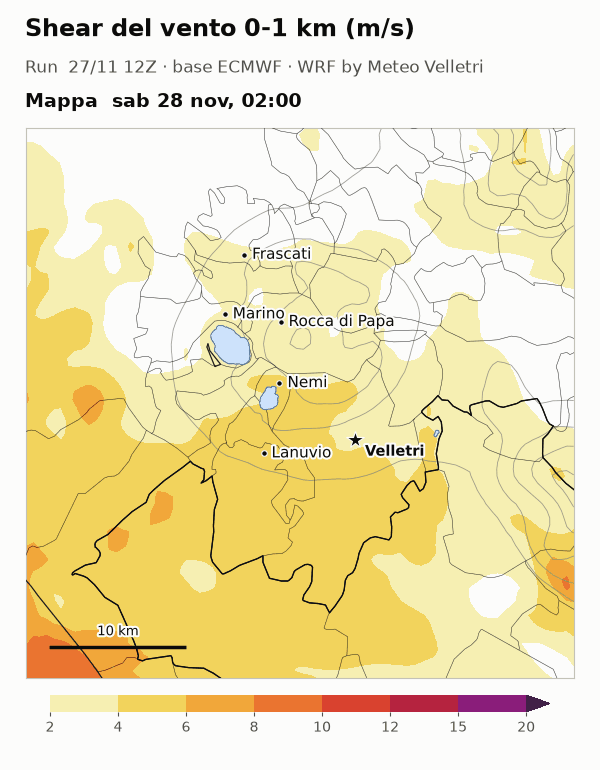 Shear del vento 0-1 km (m/s)
Run  27/11 12Z · base ECMWF · WRF by Meteo Velletri
Mappa  sab 28 nov, 02:00
Frascati
Marino
Rocca di Papa
Nemi
Velletri
Lanuvio
10 km
2 4 6 8 10 12 15 20